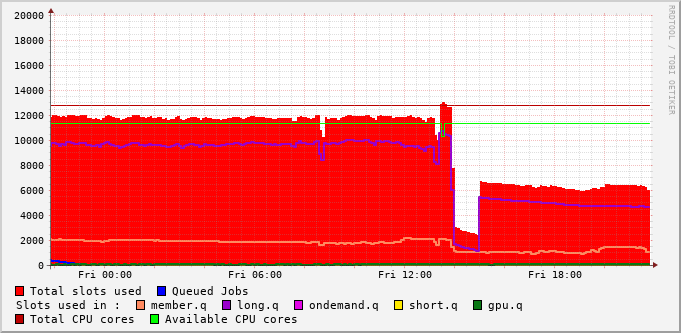 20000
18000
16000
14000
12000
10000
8000
6000
4000
2000
0
Fri 00:00 Fri 06:00 Fri 12:00 Fri 18:00
RRDTOOL / TOBI OETIKER
Total slots used Queued Jobs
Slots used in : member.q long.q ondemand.q short.q gpu.q
Total CPU cores Available CPU cores